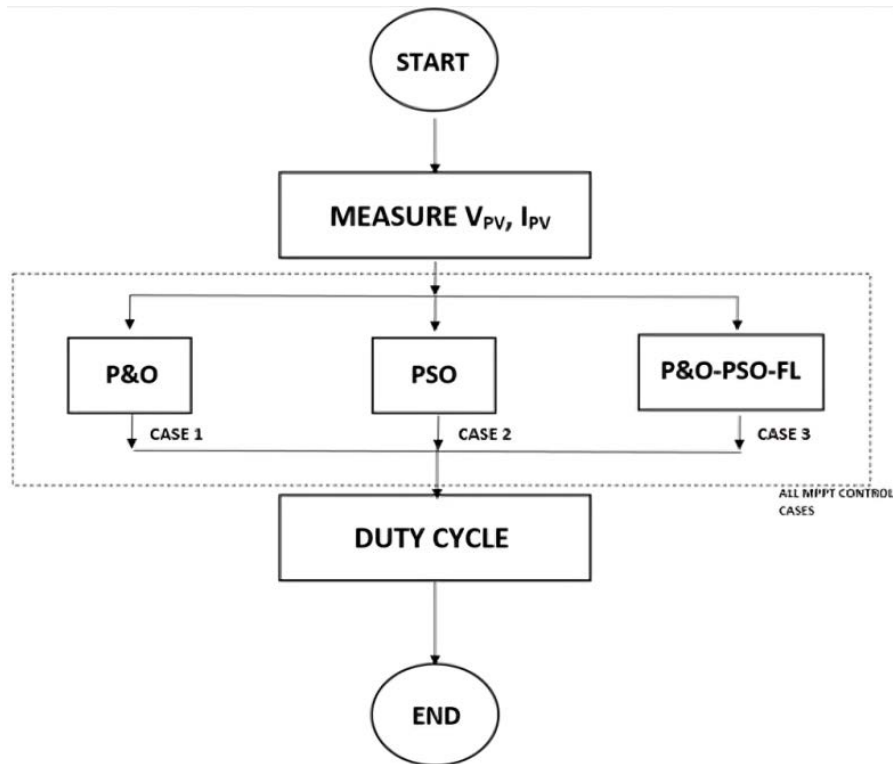 START
MEASURE VPV, IPV
P&O
PSO
P&O-PSO-FL
CASE 1
CASE 2
CASE 3
ALL MPPT CONTROL
CASES
DUTY CYCLE
END